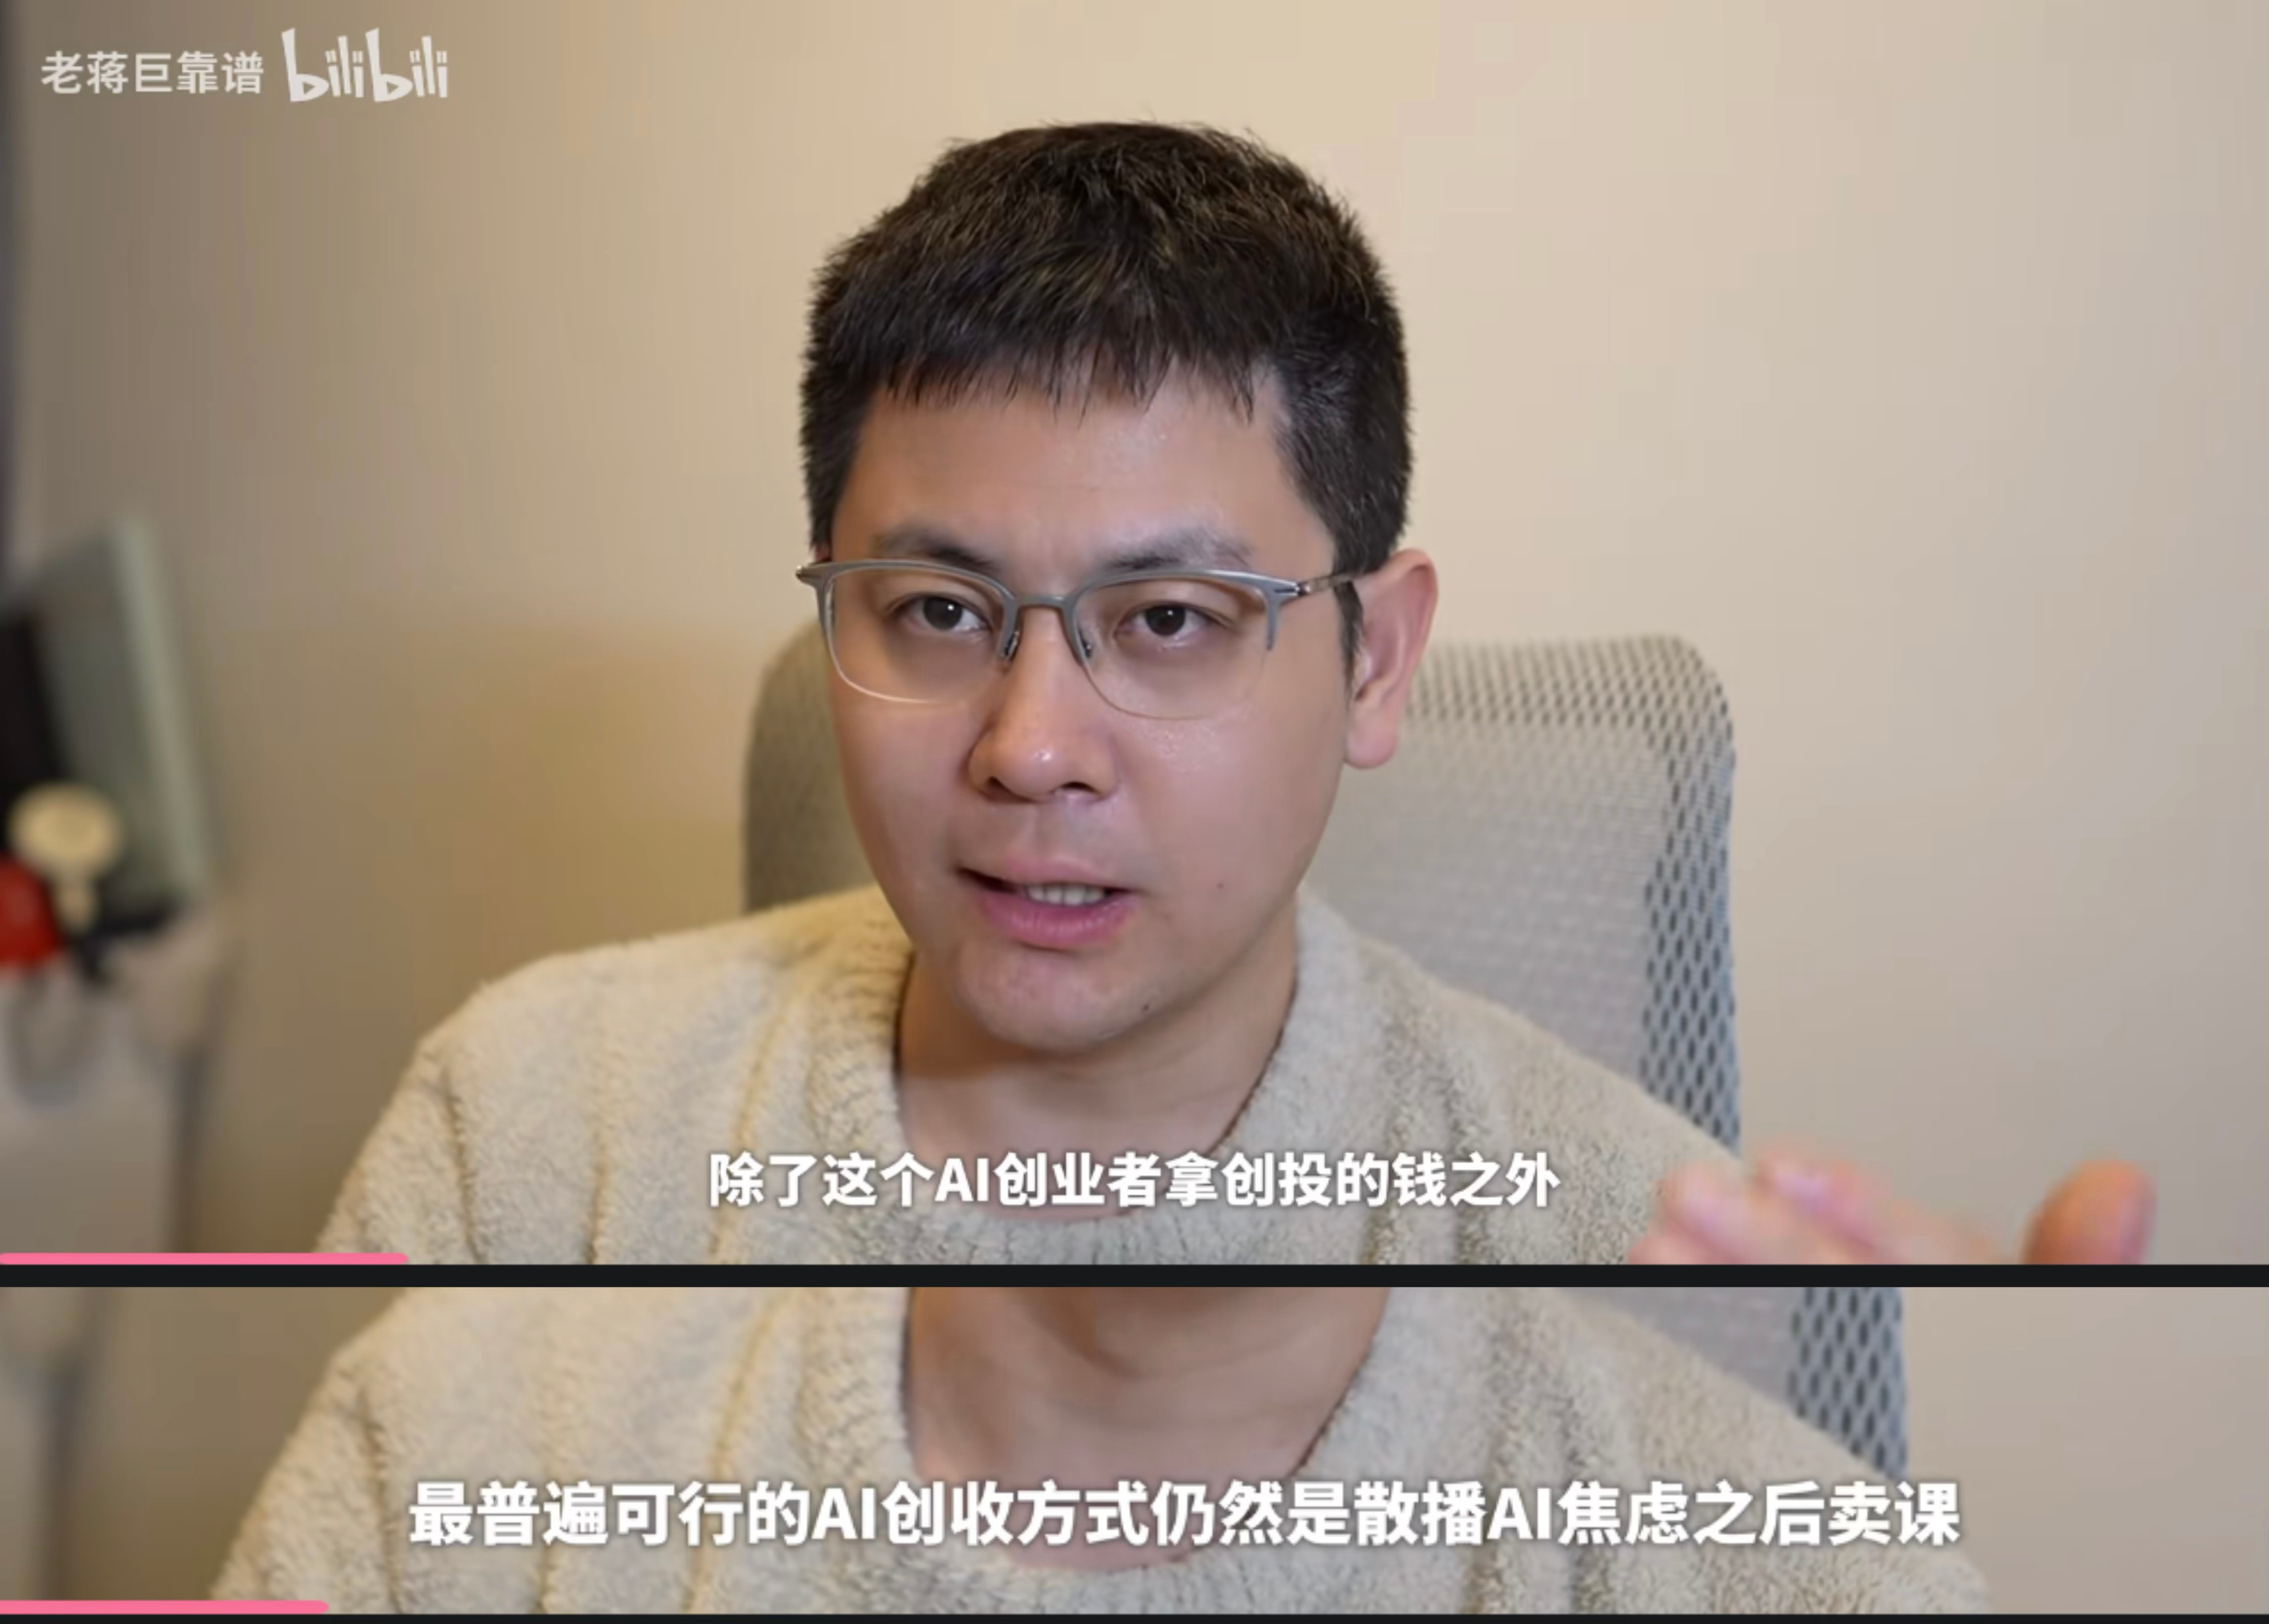 老蒋巨靠谱 bilibili
除了这个AI创业者拿创投的钱之外
最普遍可行的AI创收方式仍然是散播AI焦虑之后卖课